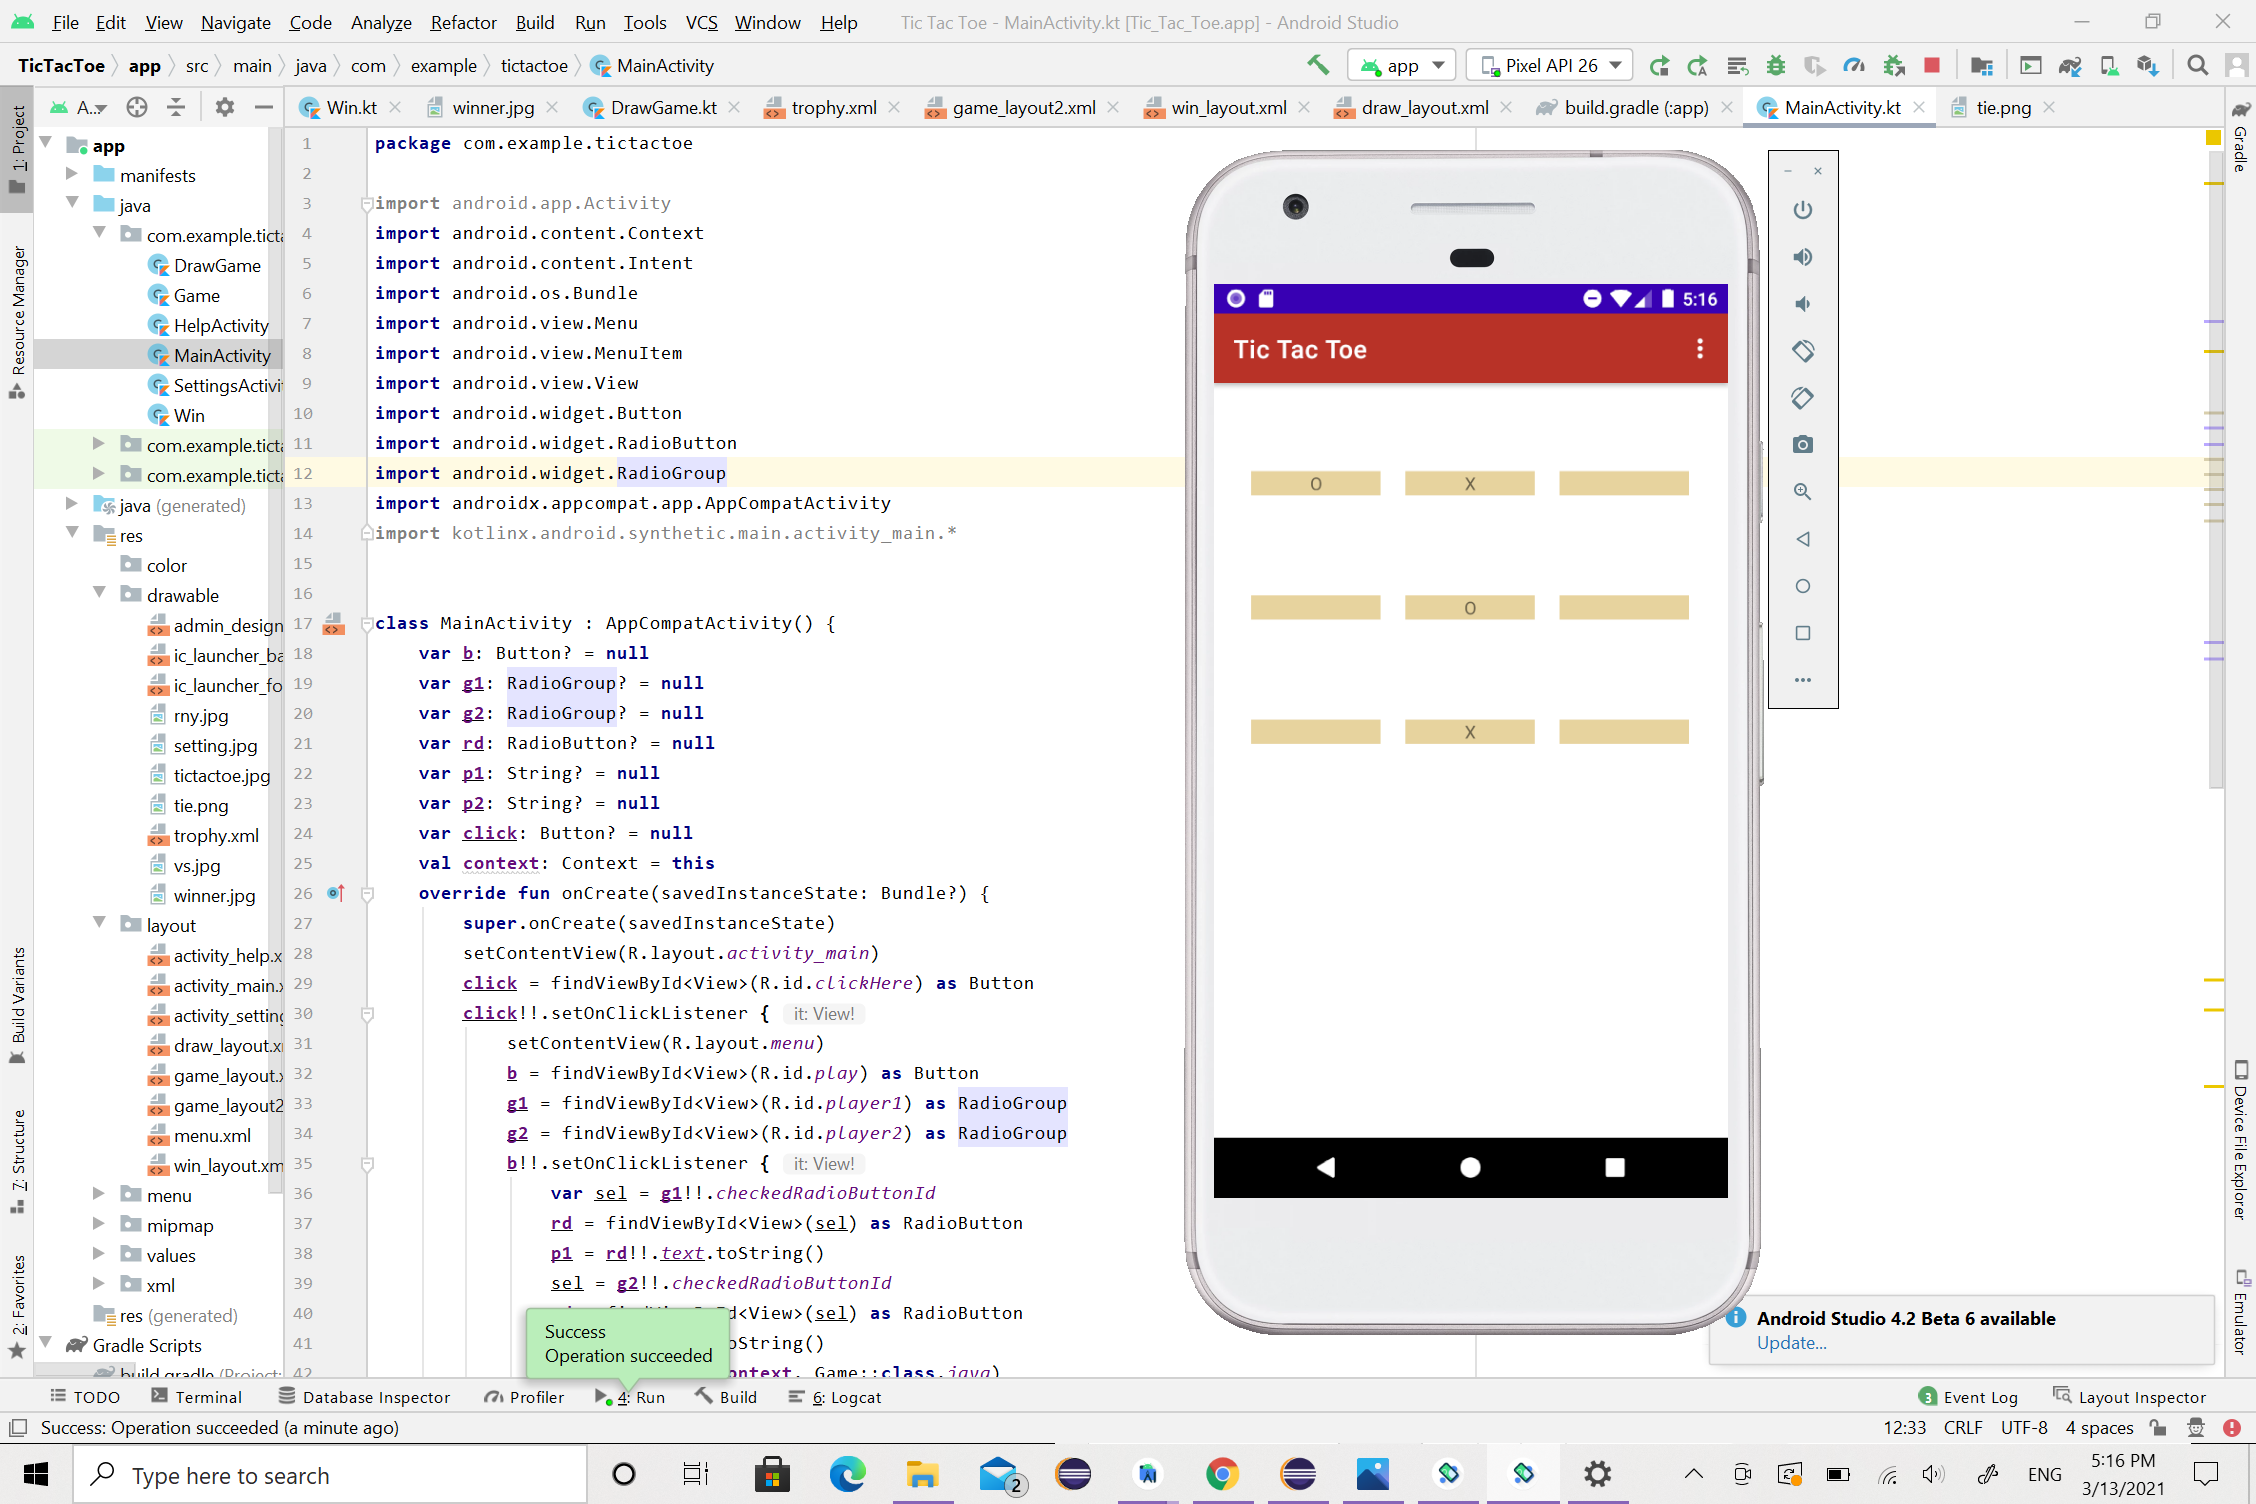 File Edit View Navigate Code Analyze Refactor Build Run Tools VCS Window Help Tic Tac Toe - MainActivity.kt [Tic_Tac_Toe.app] - Android Studio
TicTacToe app src main java com example tictactoe MainActivity app Pixel API 26
A... Win.kt winner.jpg DrawGame.kt trophy.xml game_layout2.xml win_layout.xml draw_layout.xml build.gradle (:app) MainActivity.kt tie.png
1: Project
Resource Manager
Build Variants
7: Structure
2: Favorites
app
manifests
java
com.example.ticta
DrawGame
Game
HelpActivity
MainActivity
SettingsActivi
Win
com.example.ticta
com.example.ticta
java (generated)
res
color
drawable
admin_design
ic_launcher_ba
ic_launcher_fo
rny.jpg
setting.jpg
tictactoe.jpg
tie.png
trophy.xml
vs.jpg
winner.jpg
layout
activity_help.x
activity_main.x
activity_setting
draw_layout.x
game_layout.x
game_layout2
menu.xml
win_layout.xm
menu
mipmap
values
xml
res (generated)
Gradle Scripts
build.gradle (Project:
1 package com.example.tictactoe
2
3 import android.app.Activity
4 import android.content.Context
5 import android.content.Intent
6 import android.os.Bundle
7 import android.view.Menu
8 import android.view.MenuItem
9 import android.view.View
10 import android.widget.Button
11 import android.widget.RadioButton
12 import android.widget.RadioGroup
13 import androidx.appcompat.app.AppCompatActivity
14 import kotlinx.android.synthetic.main.activity_main.*
15
16
17 class MainActivity : AppCompatActivity() {
18 var b: Button? = null
19 var g1: RadioGroup? = null
20 var g2: RadioGroup? = null
21 var rd: RadioButton? = null
22 var p1: String? = null
23 var p2: String? = null
24 var click: Button? = null
25 val context: Context = this
26 override fun onCreate(savedInstanceState: Bundle?) {
27 super.onCreate(savedInstanceState)
28 setContentView(R.layout.activity_main)
29 click = findViewById<View>(R.id.clickHere) as Button
30 click!!.setOnClickListener { it: View!
31 setContentView(R.layout.menu)
32 b = findViewById<View>(R.id.play) as Button
33 g1 = findViewById<View>(R.id.player1) as RadioGroup
34 g2 = findViewById<View>(R.id.player2) as RadioGroup
35 b!!.setOnClickListener { it: View!
36 var sel = g1!!.checkedRadioButtonId
37 rd = findViewById<View>(sel) as RadioButton
38 p1 = rd!!.text.toString()
39 sel = g2!!.checkedRadioButtonId
40 <View>(sel) as RadioButton
41 oString()
42 ontext, Game::class.java)
Success
Operation succeeded
5:16
Tic Tac Toe
O X
O
X
Gradle
Device File Explorer
Emulator
Android Studio 4.2 Beta 6 available
Update...
TODO Terminal Database Inspector Profiler 4: Run Build 6: Logcat 3 Event Log Layout Inspector
Success: Operation succeeded (a minute ago) 12:33 CRLF UTF-8 4 spaces
Type here to search 2 ENG 5:16 PM
3/13/2021